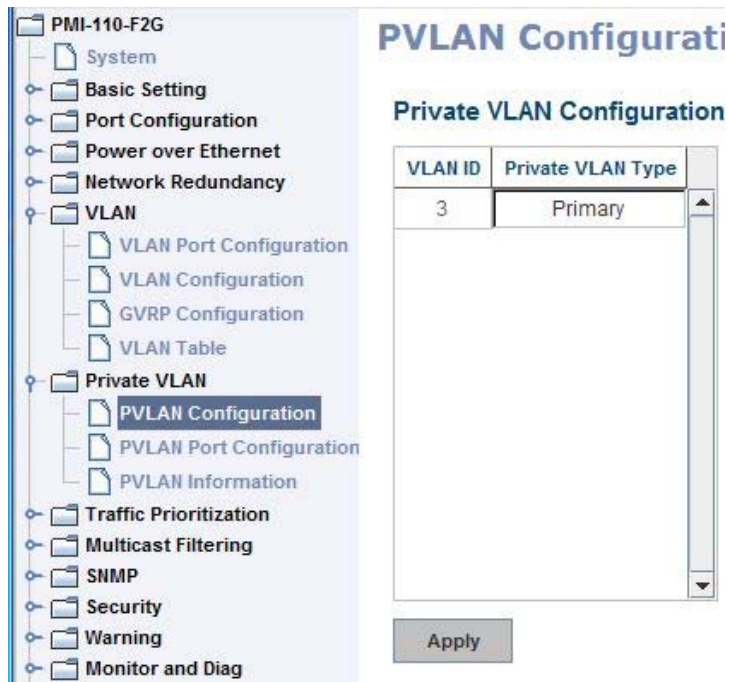 PMI-110-F2G
System
Basic Setting
Port Configuration
Power over Ethernet
Network Redundancy
VLAN
VLAN Port Configuration
VLAN Configuration
GVRP Configuration
VLAN Table
Private VLAN
PVLAN Configuration
PVLAN Port Configuration
PVLAN Information
Traffic Prioritization
Multicast Filtering
SNMP
Security
Warning
Monitor and Diag
PVLAN Configurati
Private VLAN Configuration
VLAN ID Private VLAN Type
3 Primary
Apply